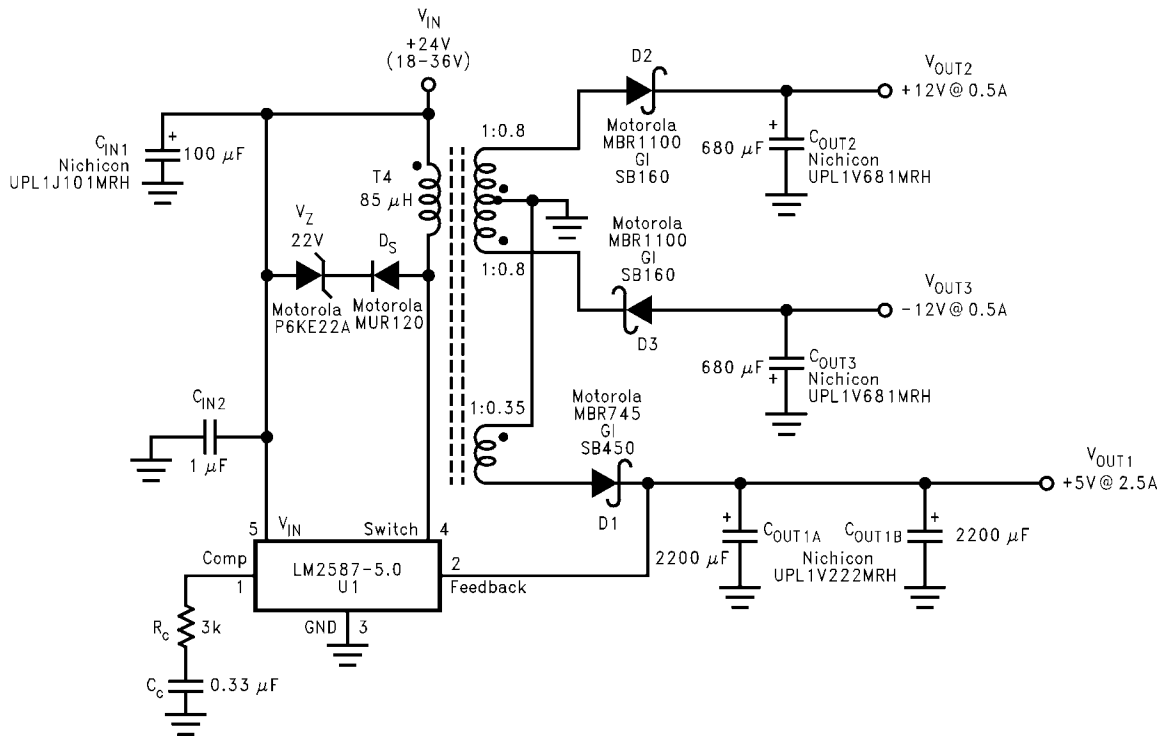 V_IN
+24V
(18-36V)
C_IN1
Nichicon
UPL1J101MRH
+
100 μF
T4
85 μH
1:0.8
1:0.8
1:0.35
V_Z
22V
D_S
Motorola
P6KE22A
Motorola
MUR120
C_IN2
1 μF
D2
Motorola
MBR1100
GI
SB160
V_OUT2
+12V@ 0.5A
680 μF
+
C_OUT2
Nichicon
UPL1V681MRH
Motorola
MBR1100
GI
SB160
D3
V_OUT3
-12V@ 0.5A
680 μF
+
C_OUT3
Nichicon
UPL1V681MRH
Motorola
MBR745
GI
SB450
D1
V_OUT1
+5V@ 2.5A
+
2200 μF
C_OUT1A
C_OUT1B
+
2200 μF
Nichicon
UPL1V222MRH
5
V_IN
Switch
4
Comp
1
LM2587-5.0
U1
2
Feedback
GND
3
R_c
3k
C_c
0.33 μF